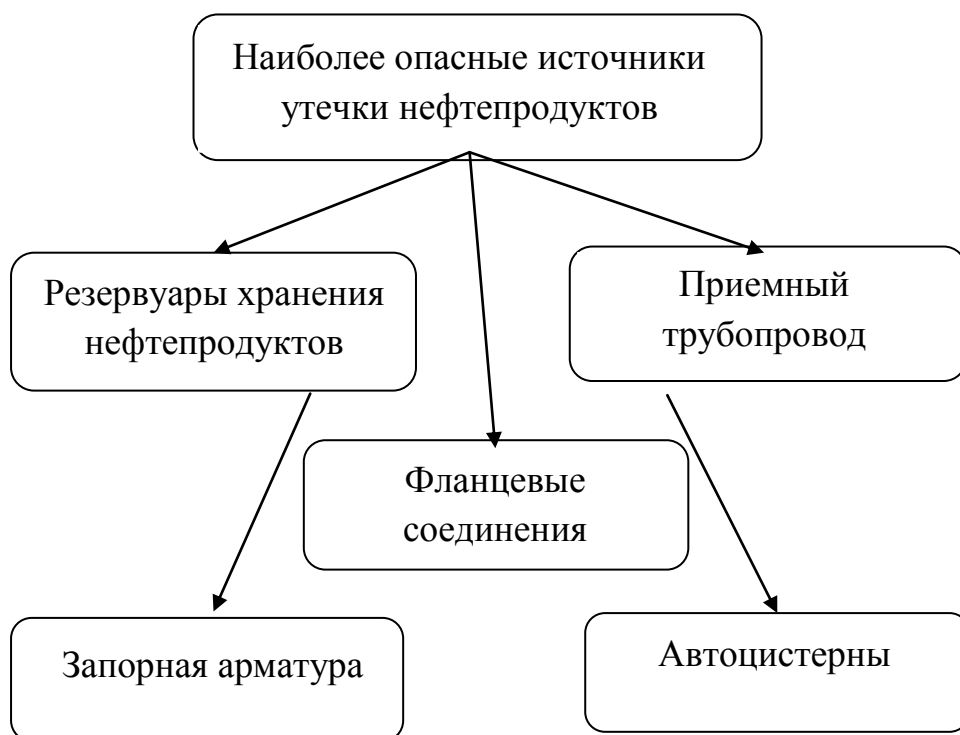 Наиболее опасные источники
утечки нефтепродуктов
Резервуары хранения
нефтепродуктов
Приемный
трубопровод
Фланцевые
соединения
Запорная арматура
Автоцистерны